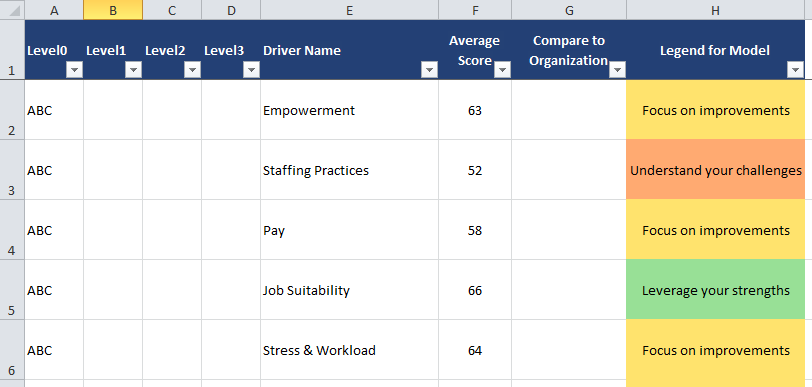 A B C D E F G H
1 Level0 Level1 Level2 Level3 Driver Name Average Score Compare to Organization Legend for Model
2 ABC Empowerment 63 Focus on improvements
3 ABC Staffing Practices 52 Understand your challenges
4 ABC Pay 58 Focus on improvements
5 ABC Job Suitability 66 Leverage your strengths
6 ABC Stress & Workload 64 Focus on improvements